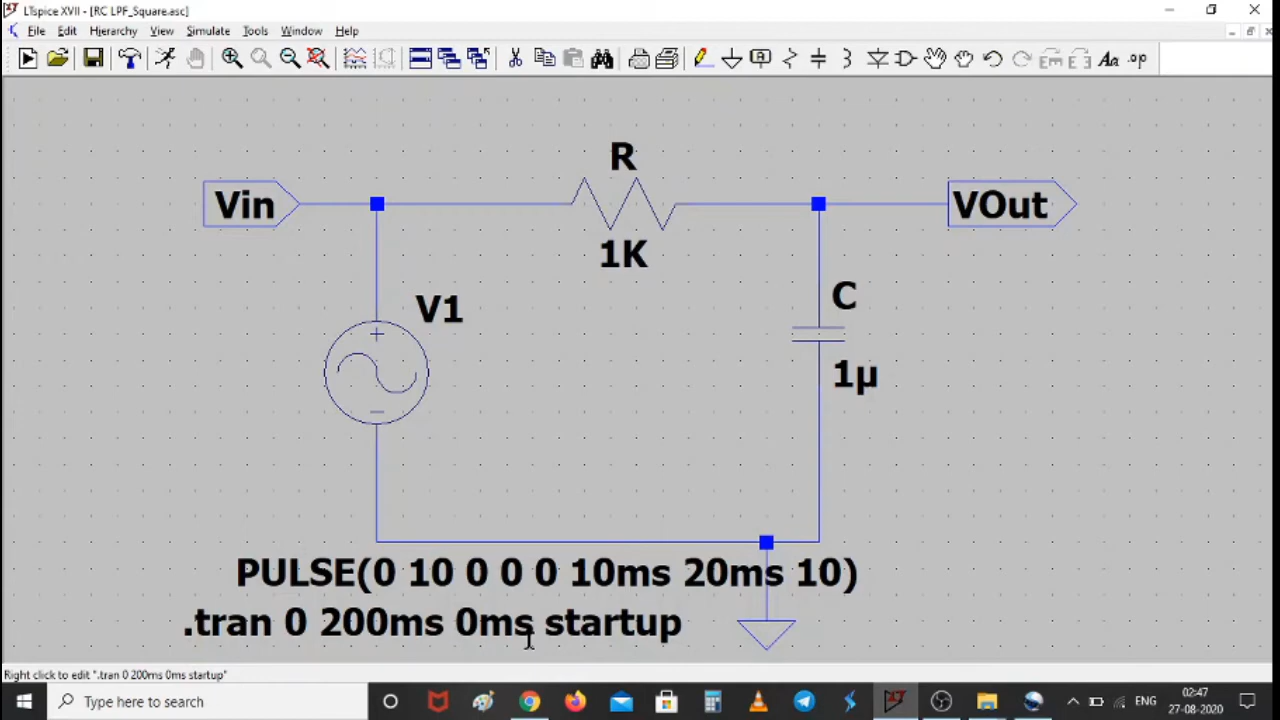 LTspice XVII - [RC LPF_Square.asc]
File Edit Hierarchy View Simulate Tools Window Help
Aa .op
R
Vin
VOut
1K
C
V1
1µ
PULSE(0 10 0 0 0 10ms 20ms 10)
.tran 0 200ms 0ms startup
Right click to edit ".tran 0 200ms 0ms startup"
Type here to search
ENG
02:47
27-08-2020